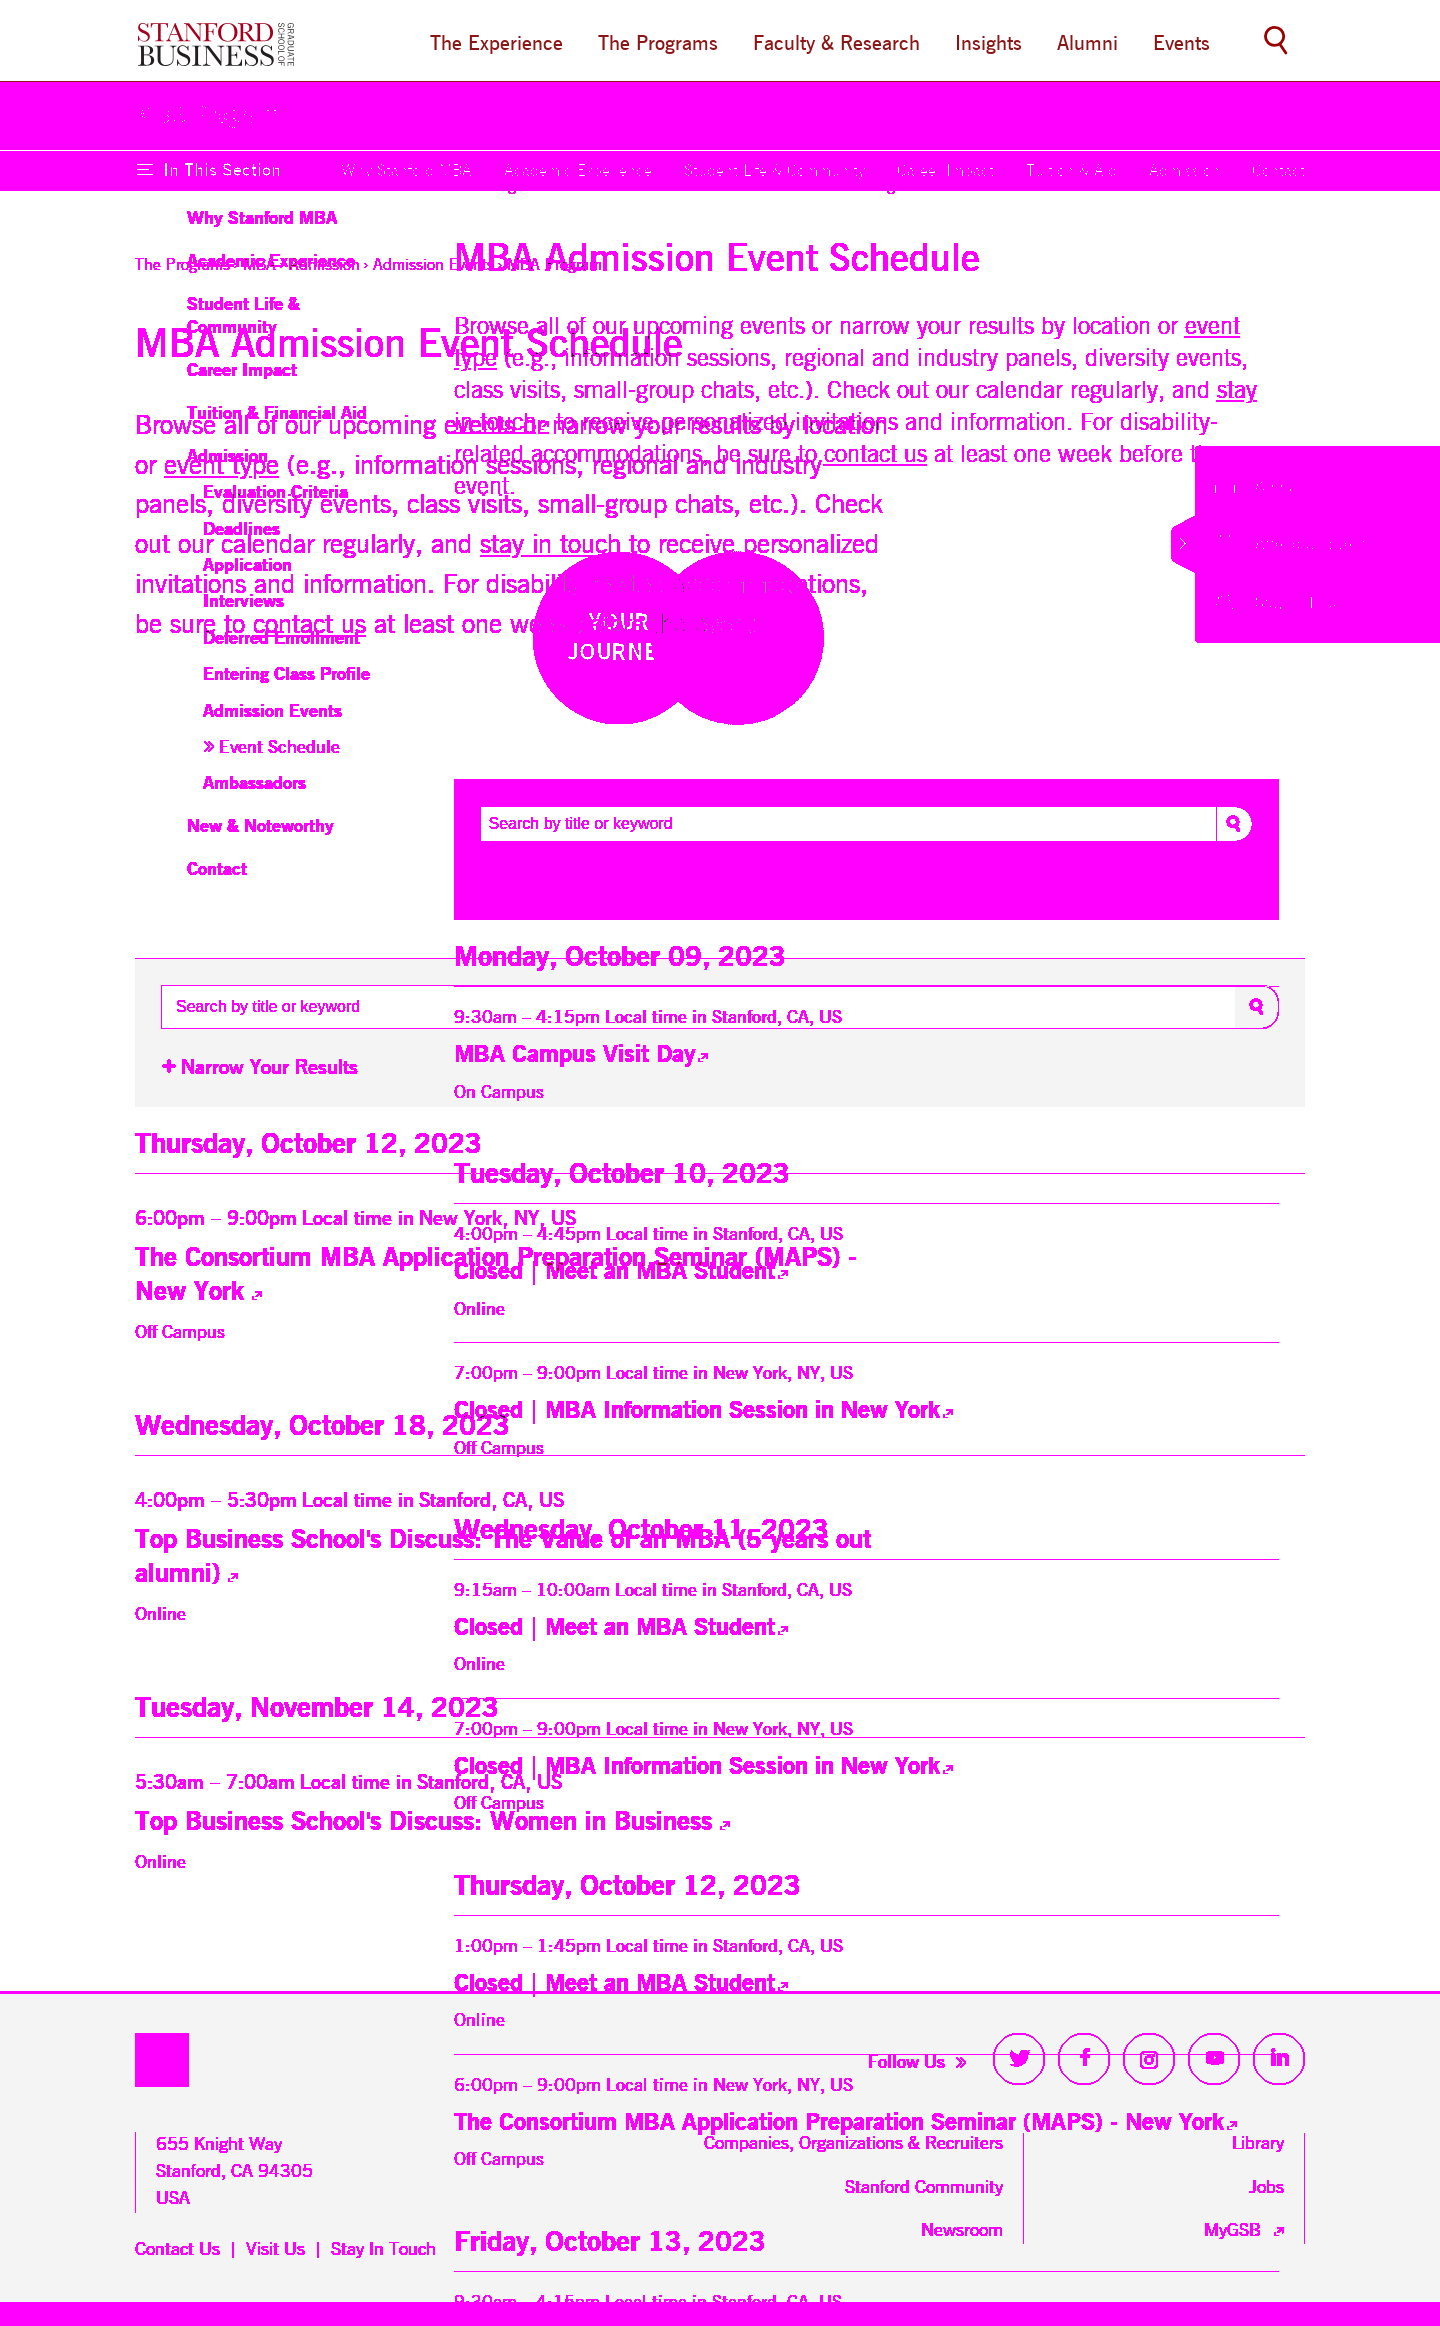 STANFORD
BUSINESS
GRADUATE
SCHOOL OF
The Experience The Programs Faculty & Research Insights Alumni Events
In This Section Why Stanford MBA Academic Experience Student Life & Community Career Impact Tuition & Aid Admission Contact
Why Stanford MBA
Academic Experience
The Programs › MBA › Admission › Admission Events › MBA Program
Student Life &
Community
Career Impact
Tuition & Financial Aid
Admission
Evaluation Criteria
Deadlines
Application
Interviews
Deferred Enrollment
Entering Class Profile
Admission Events
» Event Schedule
Ambassadors
New & Noteworthy
Contact
MBA Admission Event Schedule
Browse all of our upcoming events or narrow your results by location or event
type (e.g., information sessions, regional and industry panels, diversity events,
class visits, small-group chats, etc.). Check out our calendar regularly, and stay
in touch to receive personalized invitations and information. For disability-
related accommodations, be sure to contact us at least one week before
event.
MBA Admission Event Schedule
Browse all of our upcoming events or narrow your results by location
or event type (e.g., information sessions, regional and industry
panels, diversity events, class visits, small-group chats, etc.). Check
out our calendar regularly, and stay in touch to receive personalized
invitations and information. For
be sure to contact us at least one
YOUR
JOURNE
Search by title or keyword
Monday, October 09, 2023
9:30am – 4:15pm Local time in Stanford, CA, US
MBA Campus Visit Day
On Campus
Search by title or keyword
+ Narrow Your Results
Thursday, October 12, 2023
6:00pm – 9:00pm Local time in New York, NY, US
The Consortium MBA Application Preparation Seminar (MAPS) -
New York
Off Campus
Tuesday, October 10, 2023
4:00pm – 4:45pm Local time in Stanford, CA, US
Closed | Meet an MBA Student
Online
7:00pm – 9:00pm Local time in New York, NY, US
Closed | MBA Information Session in New York
Off Campus
Wednesday, October 18, 2023
4:00pm – 5:30pm Local time in Stanford, CA, US
Top Business School's Discuss: The Value of an MBA (5 years out
alumni)
Online
Wednesday, October 11, 2023
9:15am – 10:00am Local time in Stanford, CA, US
Closed | Meet an MBA Student
Online
7:00pm – 9:00pm Local time in New York, NY, US
Closed | MBA Information Session in New York
Off Campus
Tuesday, November 14, 2023
5:30am – 7:00am Local time in Stanford, CA, US
Top Business School's Discuss: Women in Business
Online
Thursday, October 12, 2023
1:00pm – 1:45pm Local time in Stanford, CA, US
Closed | Meet an MBA Student
Online
Follow Us »
6:00pm – 9:00pm Local time in New York, NY, US
The Consortium MBA Application Preparation Seminar (MAPS) - New York
Off Campus
655 Knight Way
Stanford, CA 94305
USA
Contact Us | Visit Us | Stay In Touch
Companies, Organizations & Recruiters
Stanford Community
Newsroom
Library
Jobs
MyGSB
Friday, October 13, 2023
9:30am – 4:15pm Local time in Stanford, CA, US